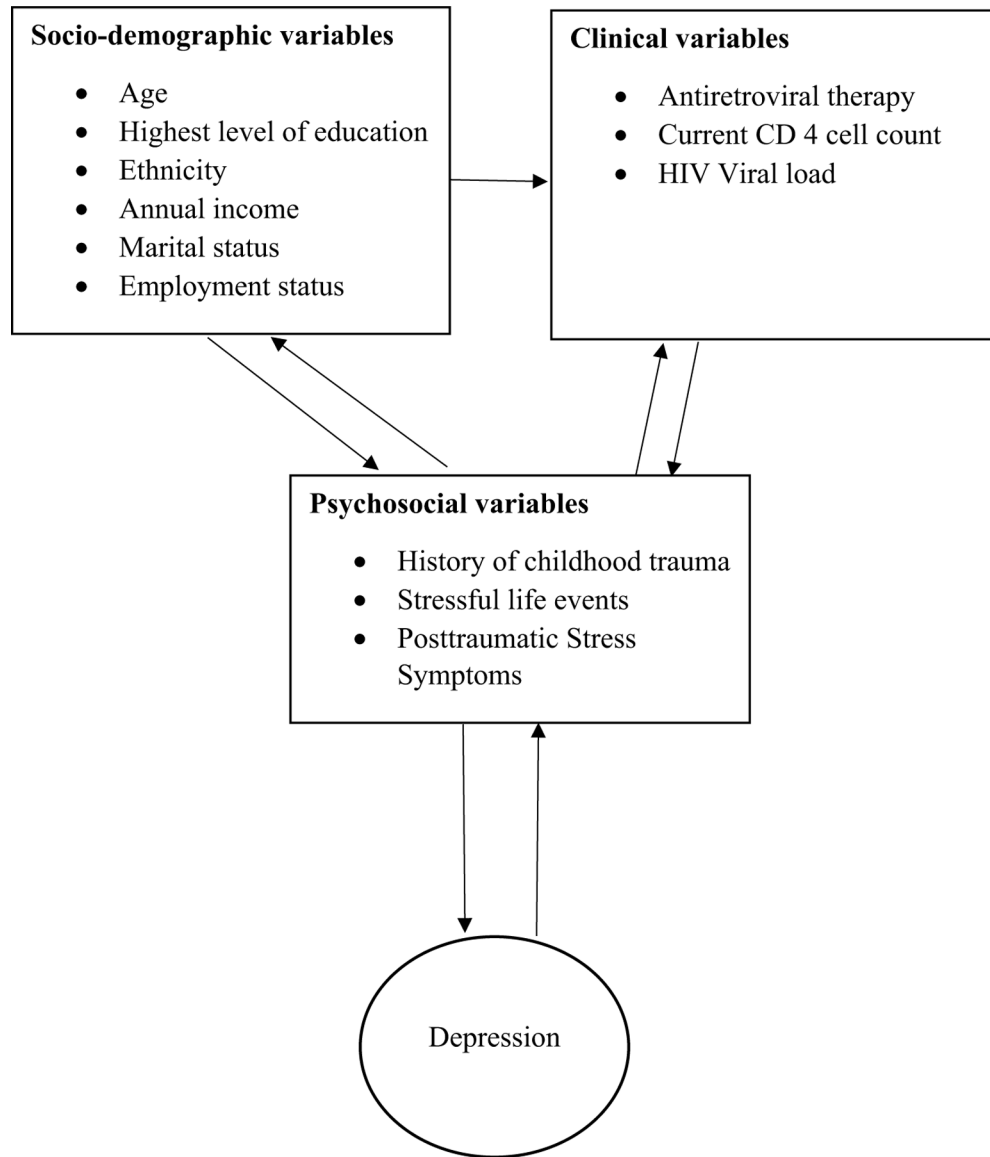 Socio-demographic variables
• Age
• Highest level of education
• Ethnicity
• Annual income
• Marital status
• Employment status
Clinical variables
• Antiretroviral therapy
• Current CD 4 cell count
• HIV Viral load
Psychosocial variables
• History of childhood trauma
• Stressful life events
• Posttraumatic Stress
Symptoms
Depression